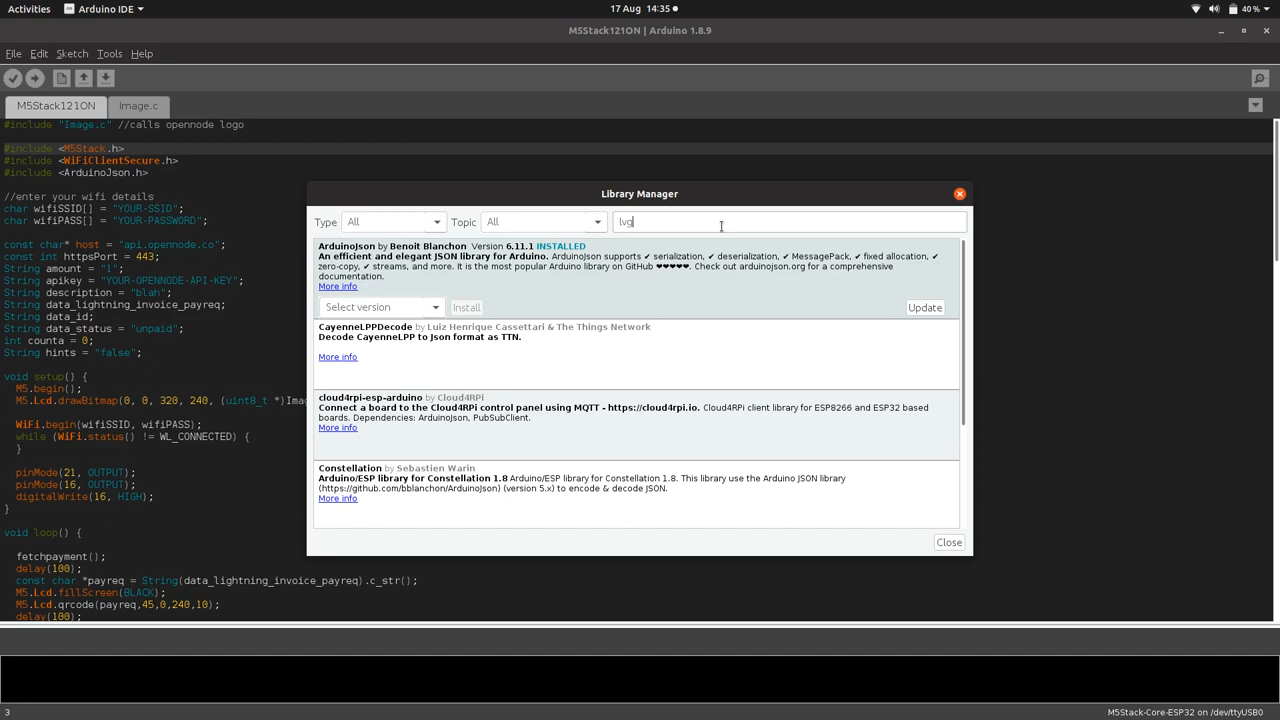 Activities Arduino IDE 17 Aug 14:35 40 %
M5Stack121ON | Arduino 1.8.9
File Edit Sketch Tools Help
M5Stack121ON Image.c
#include "Image.c" //calls opennode logo
#include <M5Stack.h>
#include <WiFiClientSecure.h>
#include <ArduinoJson.h>
//enter your wifi details
char wifiSSID[] = "YOUR-SSID";
char wifiPASS[] = "YOUR-PASSWORD";
const char* host = "api.opennode.co";
const int httpsPort = 443;
String amount = "1";
String apikey = "YOUR-OPENNODE-API-KEY";
String description = "blah";
String data_lightning_invoice_payreq;
String data_id;
String data_status = "unpaid";
int counta = 0;
String hints = "false";
void setup() {
M5.begin();
M5.Lcd.drawBitmap(0, 0, 320, 240, (uint8_t *)Imag
WiFi.begin(wifiSSID, wifiPASS);
while (WiFi.status() != WL_CONNECTED) {
}
pinMode(21, OUTPUT);
pinMode(16, OUTPUT);
digitalWrite(16, HIGH);
}
void loop() {
fetchpayment();
delay(100);
const char *payreq = String(data_lightning_invoice_payreq).c_str();
M5.Lcd.fillScreen(BLACK);
M5.Lcd.qrcode(payreq,45,0,240,10);
delay(100);
Library Manager
Type All Topic All lvg
ArduinoJson by Benoit Blanchon Version 6.11.1 INSTALLED
An efficient and elegant JSON library for Arduino. ArduinoJson supports ✔ serialization, ✔ deserialization, ✔ MessagePack, ✔ fixed allocation, ✔
zero-copy, ✔ streams, and more. It is the most popular Arduino library on GitHub ❤❤❤❤❤. Check out arduinojson.org for a comprehensive
documentation.
More info
Select version Install Update
CayenneLPPDecode by Luiz Henrique Cassettari & The Things Network
Decode CayenneLPP to Json format as TTN.
More info
cloud4rpi-esp-arduino by Cloud4RPi
Connect a board to the Cloud4RPi control panel using MQTT - https://cloud4rpi.io. Cloud4RPi client library for ESP8266 and ESP32 based
boards. Dependencies: ArduinoJson, PubSubClient.
More info
Constellation by Sebastien Warin
Arduino/ESP library for Constellation 1.8 Arduino/ESP library for Constellation 1.8. This library use the Arduino JSON library
(https://github.com/bblanchon/ArduinoJson) (version 5.x) to encode & decode JSON.
More info
Close
3 M5Stack-Core-ESP32 on /dev/ttyUSB0